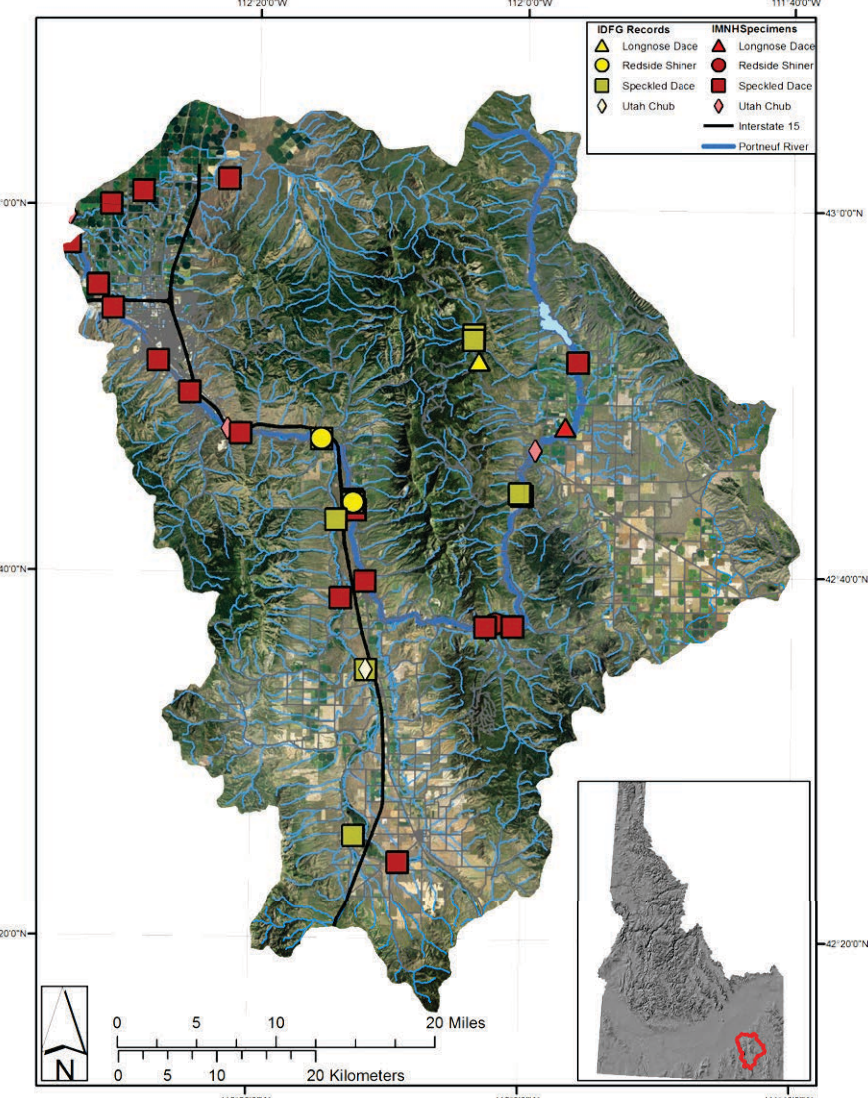 112°20'0"W 112°0'0"W 111°40'0"W
IDFG Records IMNHSpecimens
Longnose Dace Longnose Dace
Redside Shiner Redside Shiner
Speckled Dace Speckled Dace
Utah Chub Utah Chub
Interstate 15
Portneuf River
0'0"N 43°0'0"N
40'0"N 42°40'0"N
20'0"N 42°20'0"N
0 5 10 20 Miles
0 5 10 20 Kilometers
N